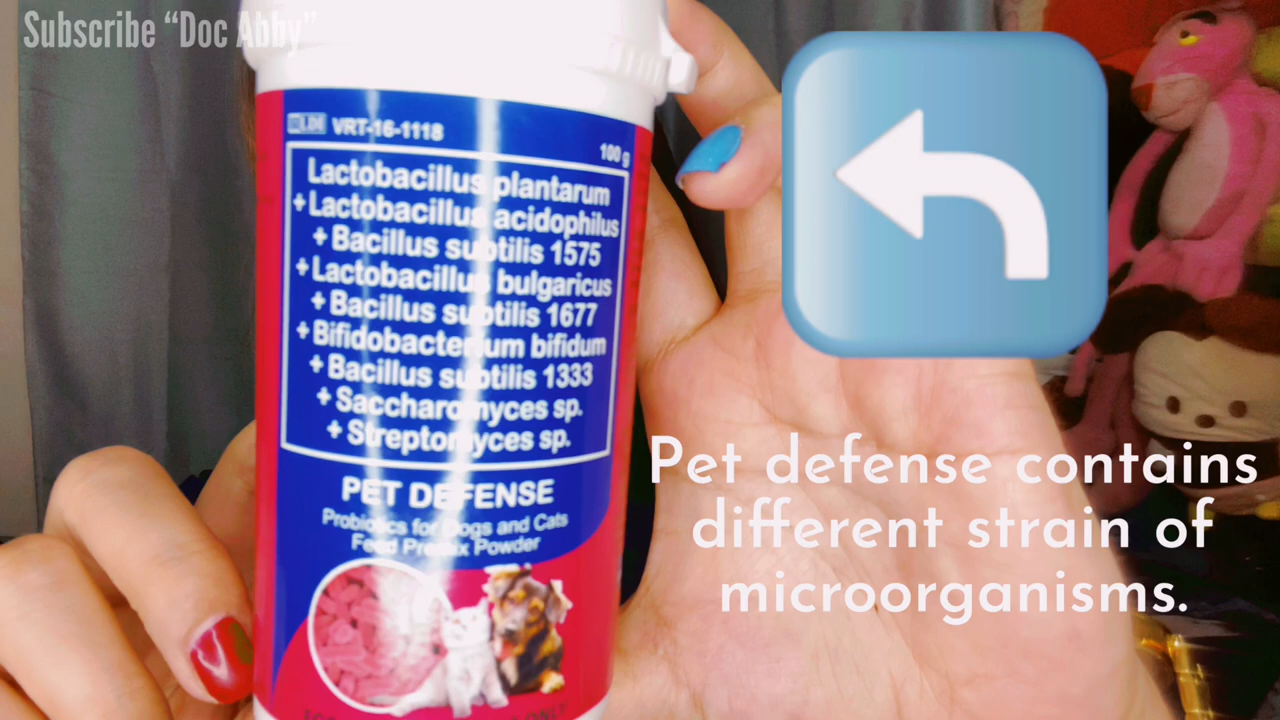 Subscribe “Doc Abby”
VRT-16-1118
100 g
Lactobacillus plantarum
+Lactobacillus acidophilus
+Bacillus subtilis 1575
+Lactobacillus bulgaricus
+Bacillus subtilis 1677
+Bifidobacterium bifidum
+Bacillus subtilis 1333
+Saccharomyces sp.
+Streptomyces sp.
PET DEFENSE
Probiotics for Dogs and Cats
Feed Premix Powder
Pet defense contains
different strain of
microorganisms.